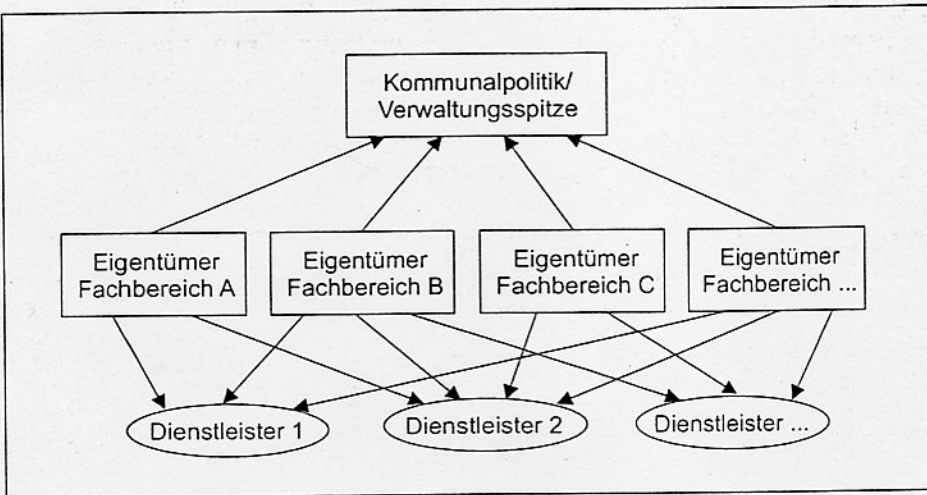 Kommunalpolitik/
Verwaltungsspitze
Eigentümer
Fachbereich A
Eigentümer
Fachbereich B
Eigentümer
Fachbereich C
Eigentümer
Fachbereich ...
Dienstleister 1
Dienstleister 2
Dienstleister ...